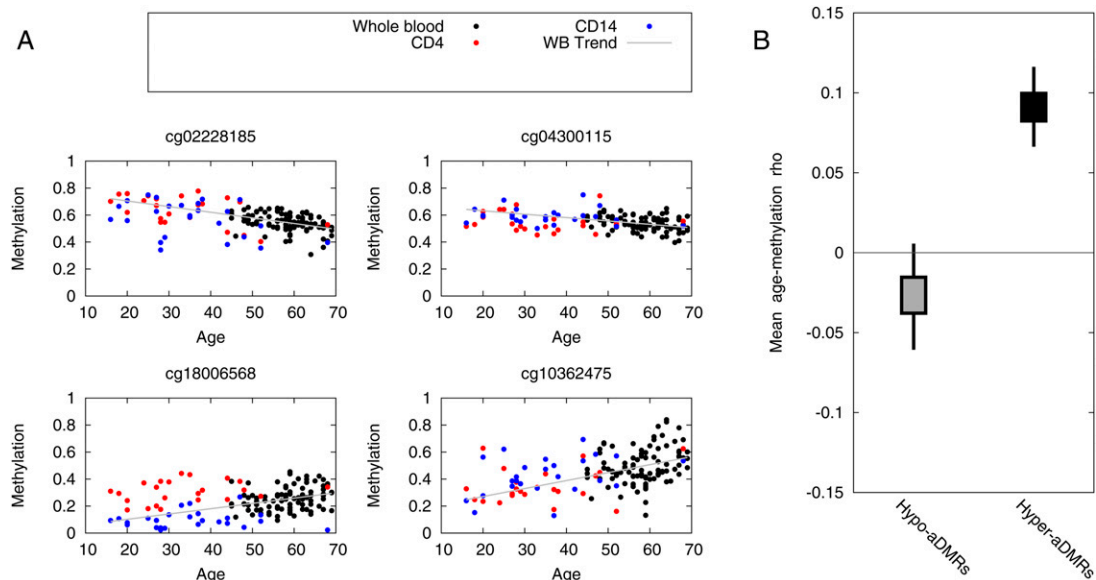 A
Whole blood
CD4
CD14
WB Trend
cg02228185
Methylation
1
0.8
0.6
0.4
0.2
0
10 20 30 40 50 60 70
Age
cg04300115
Methylation
1
0.8
0.6
0.4
0.2
0
10 20 30 40 50 60 70
Age
cg18006568
Methylation
1
0.8
0.6
0.4
0.2
0
10 20 30 40 50 60 70
Age
cg10362475
Methylation
1
0.8
0.6
0.4
0.2
0
10 20 30 40 50 60 70
Age
B
Mean age-methylation rho
0.15
0.1
0.05
0
-0.05
-0.1
-0.15
Hypo-aDMRs
Hyper-aDMRs